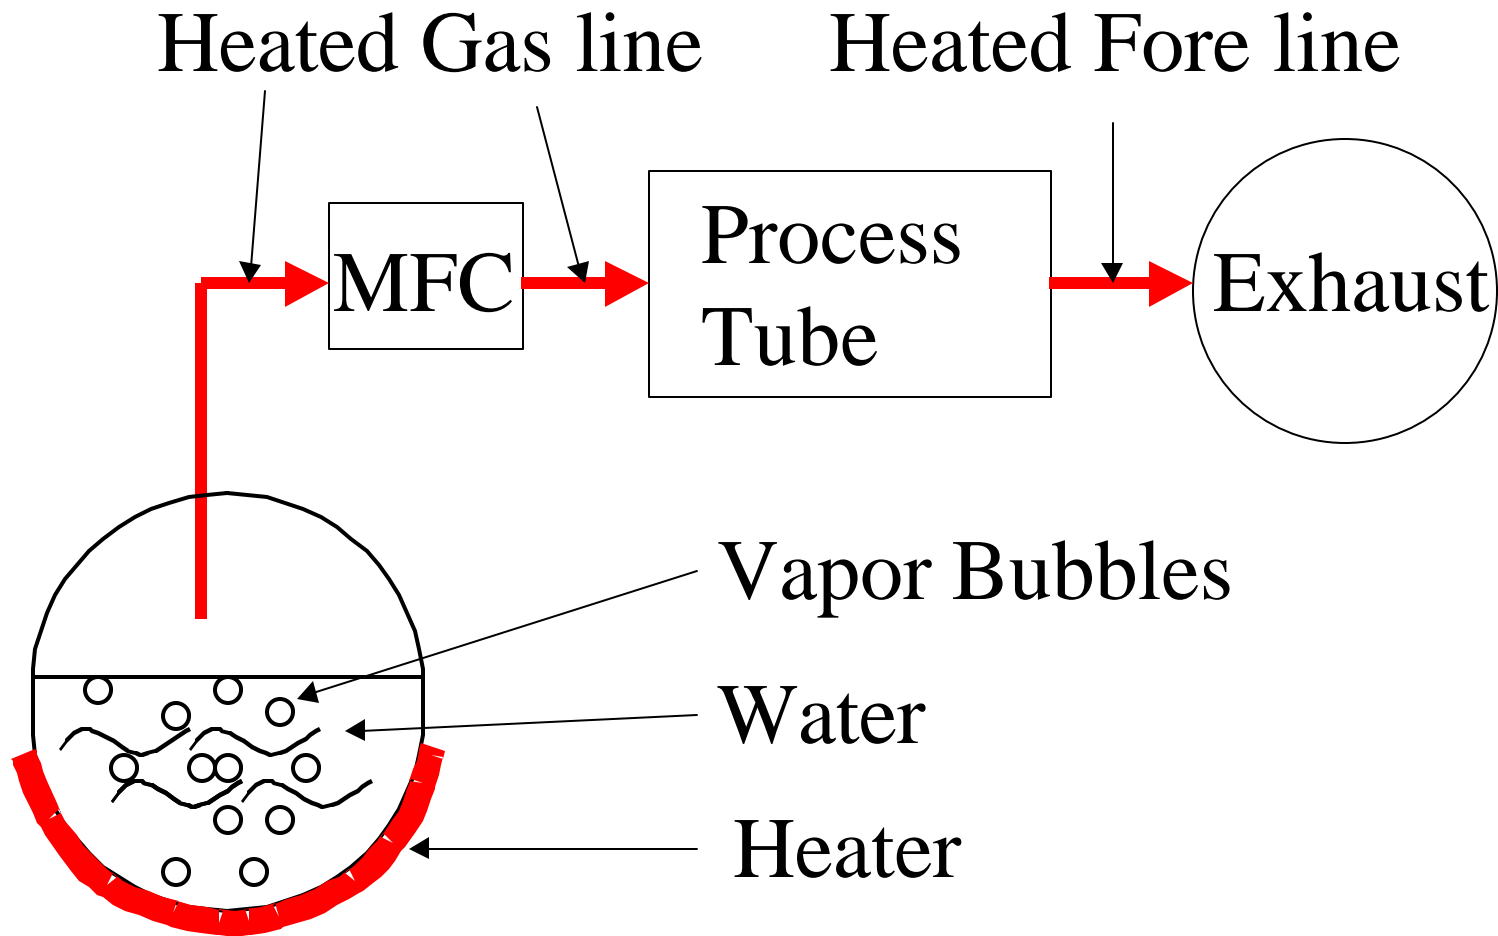 Heated Gas line
Heated Fore line
MFC
Process
Tube
Exhaust
Vapor Bubbles
Water
Heater